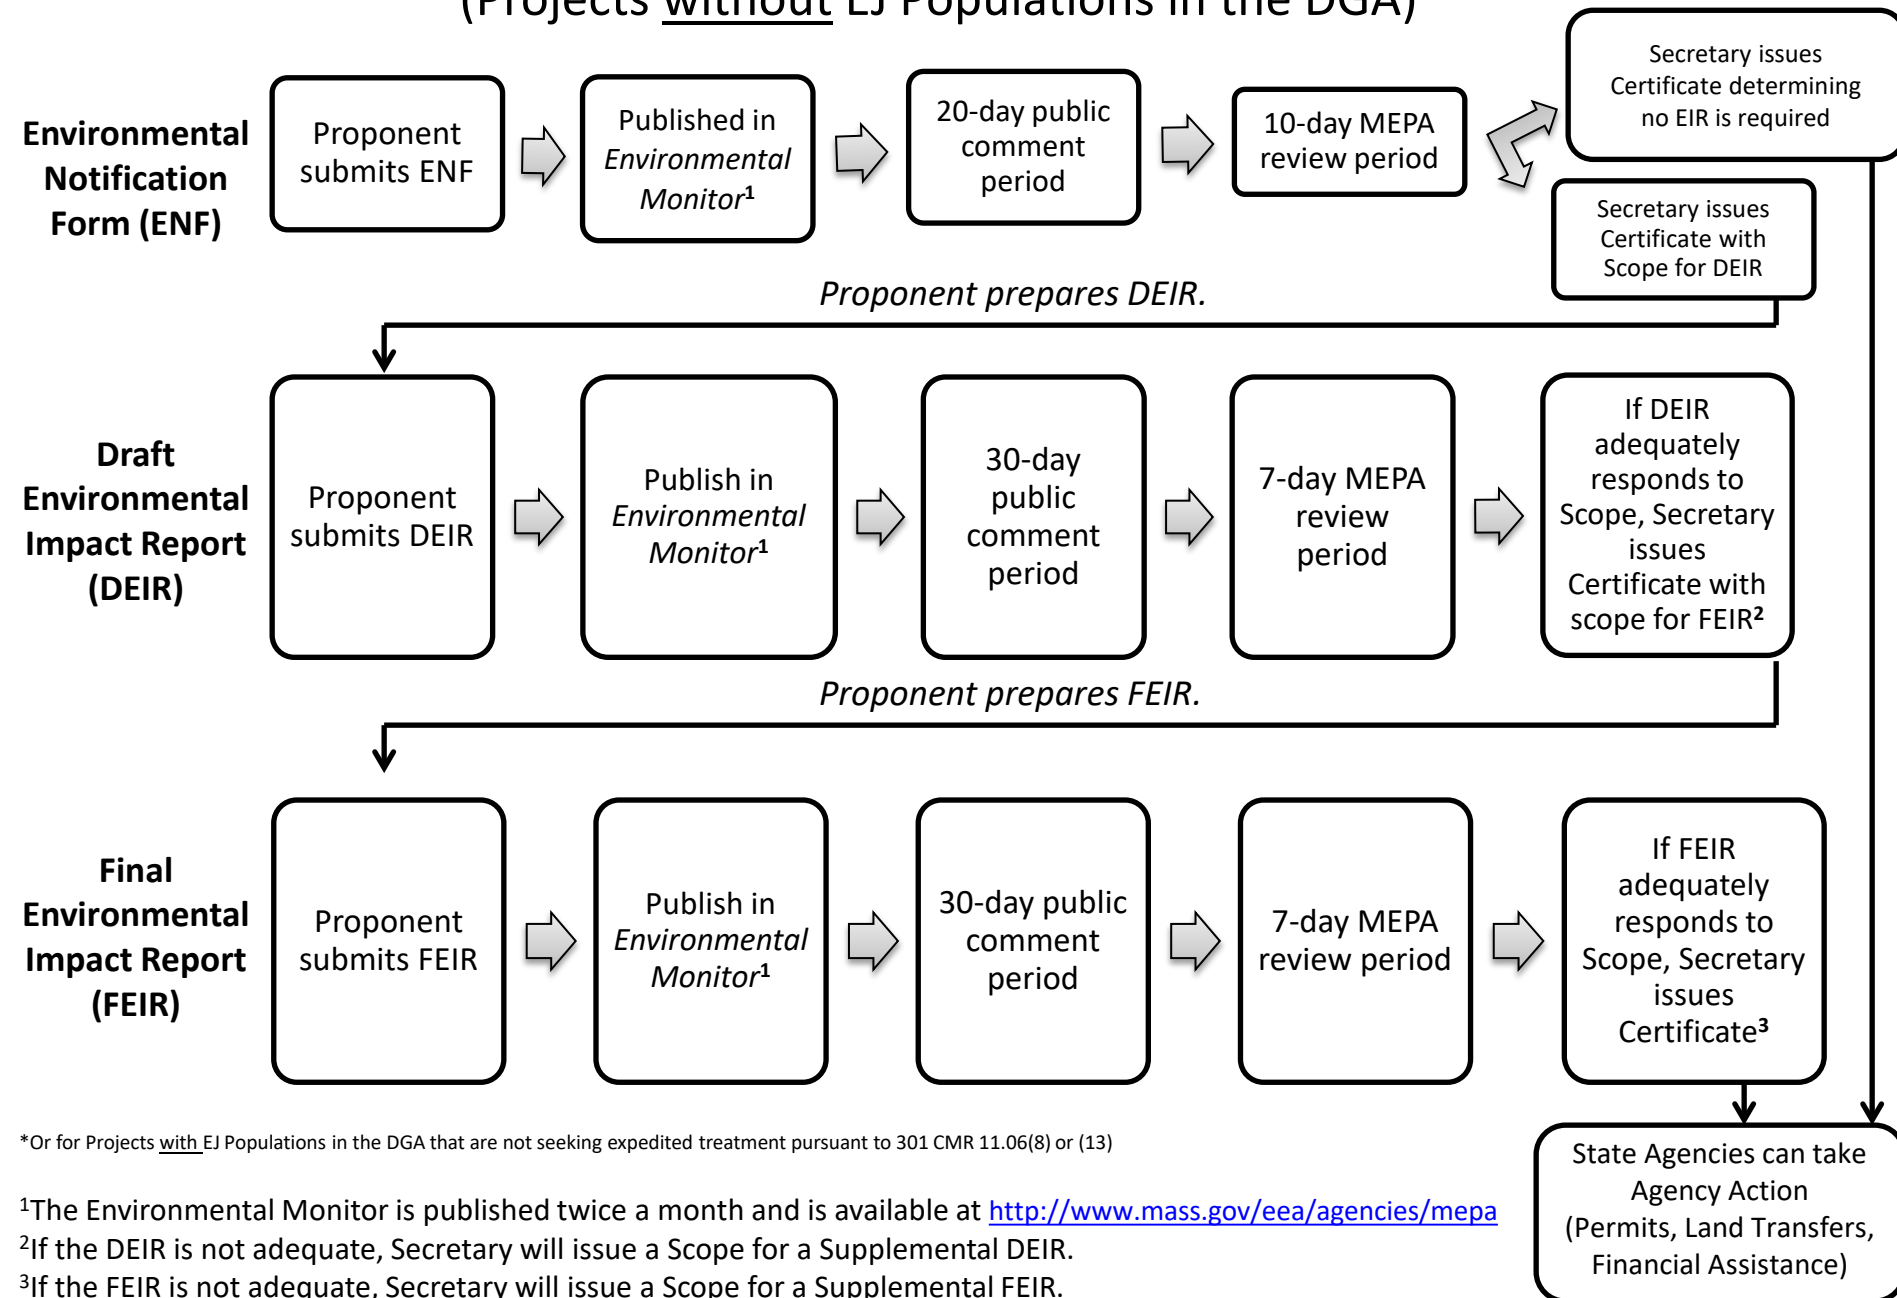 (Projects without EJ Populations in the DGA)
Environmental
Notification
Form (ENF)
Proponent
submits ENF
Published in
Environmental
Monitor1
20-day public
comment
period
10-day MEPA
review period
Secretary issues
Certificate determining
no EIR is required
Secretary issues
Certificate with
Scope for DEIR
Proponent prepares DEIR.
Draft
Environmental
Impact Report
(DEIR)
Proponent
submits DEIR
Publish in
Environmental
Monitor1
30-day
public
comment
period
7-day MEPA
review
period
If DEIR
adequately
responds to
Scope, Secretary
issues
Certificate with
scope for FEIR2
Proponent prepares FEIR.
Final
Environmental
Impact Report
(FEIR)
Proponent
submits FEIR
Publish in
Environmental
Monitor1
30-day public
comment
period
7-day MEPA
review period
If FEIR
adequately
responds to
Scope, Secretary
issues
Certificate3
State Agencies can take
Agency Action
(Permits, Land Transfers,
Financial Assistance)
*Or for Projects with EJ Populations in the DGA that are not seeking expedited treatment pursuant to 301 CMR 11.06(8) or (13)
1The Environmental Monitor is published twice a month and is available at http://www.mass.gov/eea/agencies/mepa
2If the DEIR is not adequate, Secretary will issue a Scope for a Supplemental DEIR.
3If the FEIR is not adequate, Secretary will issue a Scope for a Supplemental FEIR.